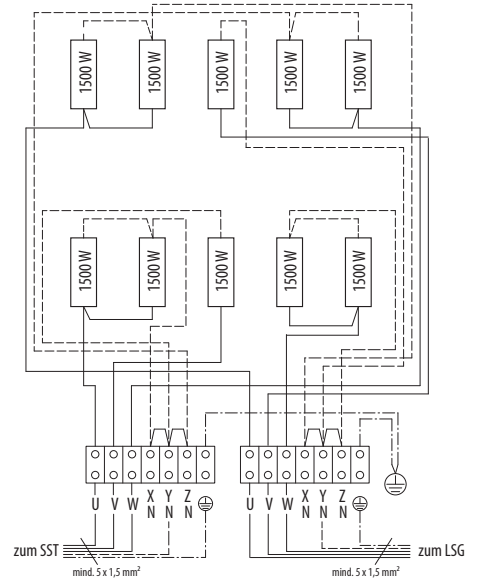 1500 W 1500 W 1500 W 1500 W 1500 W
1500 W 1500 W 1500 W 1500 W 1500 W
U V W X Y Z U V W X Y Z
N N N N N N
zum SST zum LSG
mind. 5 x 1,5 mm² mind. 5 x 1,5 mm²